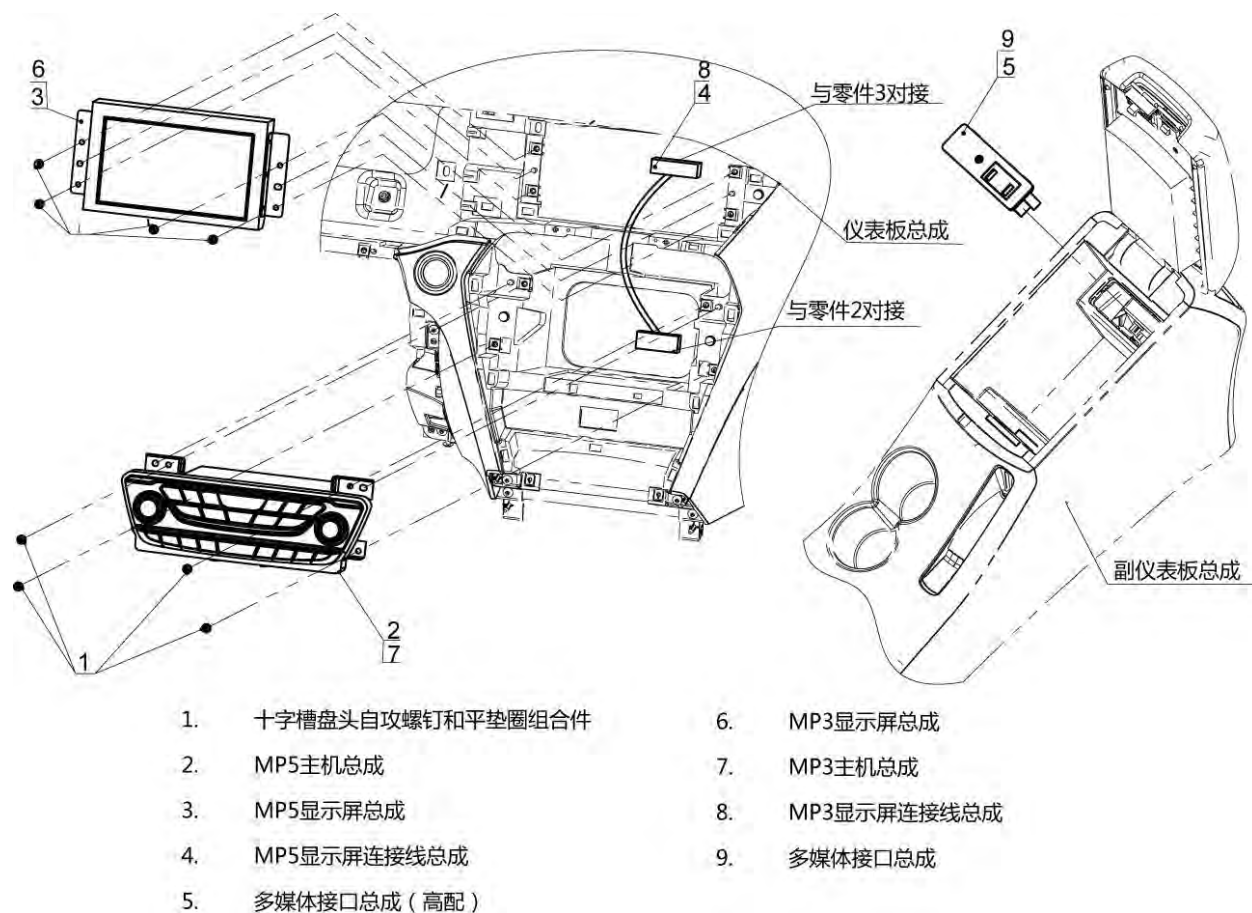 6
3
8
4
9
5
与零件3对接
仪表板总成
1
与零件2对接
副仪表板总成
2
7
1
1. 十字槽盘头自攻螺钉和平垫圈组合件
2. MP5主机总成
3. MP5显示屏总成
4. MP5显示屏连接线总成
5. 多媒体接口总成（高配）
6. MP3显示屏总成
7. MP3主机总成
8. MP3显示屏连接线总成
9. 多媒体接口总成